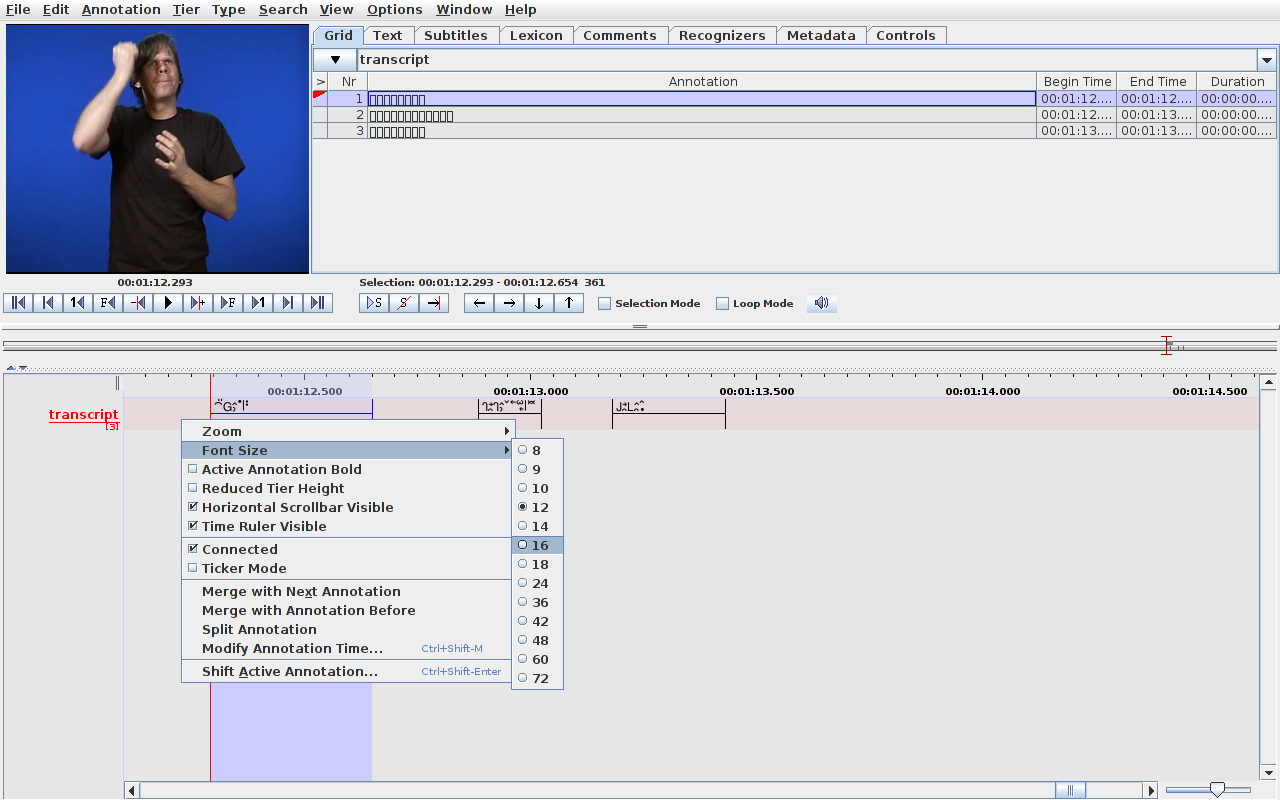 File Edit Annotation Tier Type Search View Options Window Help
Grid Text Subtitles Lexicon Comments Recognizers Metadata Controls
transcript
> Nr Annotation Begin Time End Time Duration
1 00:01:12.... 00:01:12.... 00:00:00....
2 00:01:12.... 00:01:13.... 00:00:00....
3 00:01:13.... 00:01:13.... 00:00:00....
00:01:12.293
Selection: 00:01:12.293 - 00:01:12.654 361
S S Selection Mode Loop Mode
00:01:12.500 00:01:13.000 00:01:13.500 00:01:14.000 00:01:14.500
transcript
[3]
Zoom
Font Size
Active Annotation Bold
Reduced Tier Height
Horizontal Scrollbar Visible
Time Ruler Visible
Connected
Ticker Mode
Merge with Next Annotation
Merge with Annotation Before
Split Annotation
Modify Annotation Time... Ctrl+Shift-M
Shift Active Annotation... Ctrl+Shift-Enter
8
9
10
12
14
16
18
24
36
42
48
60
72